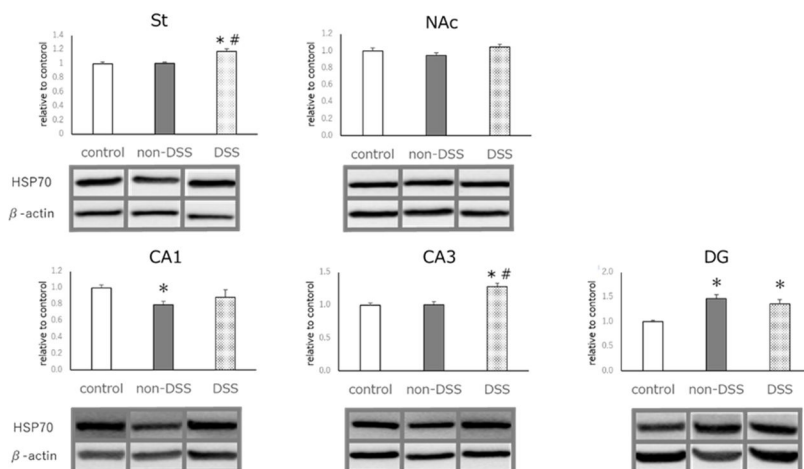 St
NAc
relative to contorol
1.4
1.2
1
0.8
0.6
0.4
0.2
0
* #
control non-DSS DSS
relative to contorol
1.2
1.0
0.8
0.6
0.4
0.2
0.0
control non-DSS DSS
HSP70
β-actin
CA1
CA3
DG
relative to contorol
1.2
1.0
0.8
0.6
0.4
0.2
0.0
*
control non-DSS DSS
relative to contorol
1.5
1.0
0.5
0.0
* #
control non-DSS DSS
relative to contorol
2.0
1.5
1.0
0.5
0.0
*
*
control non-DSS DSS
HSP70
β-actin